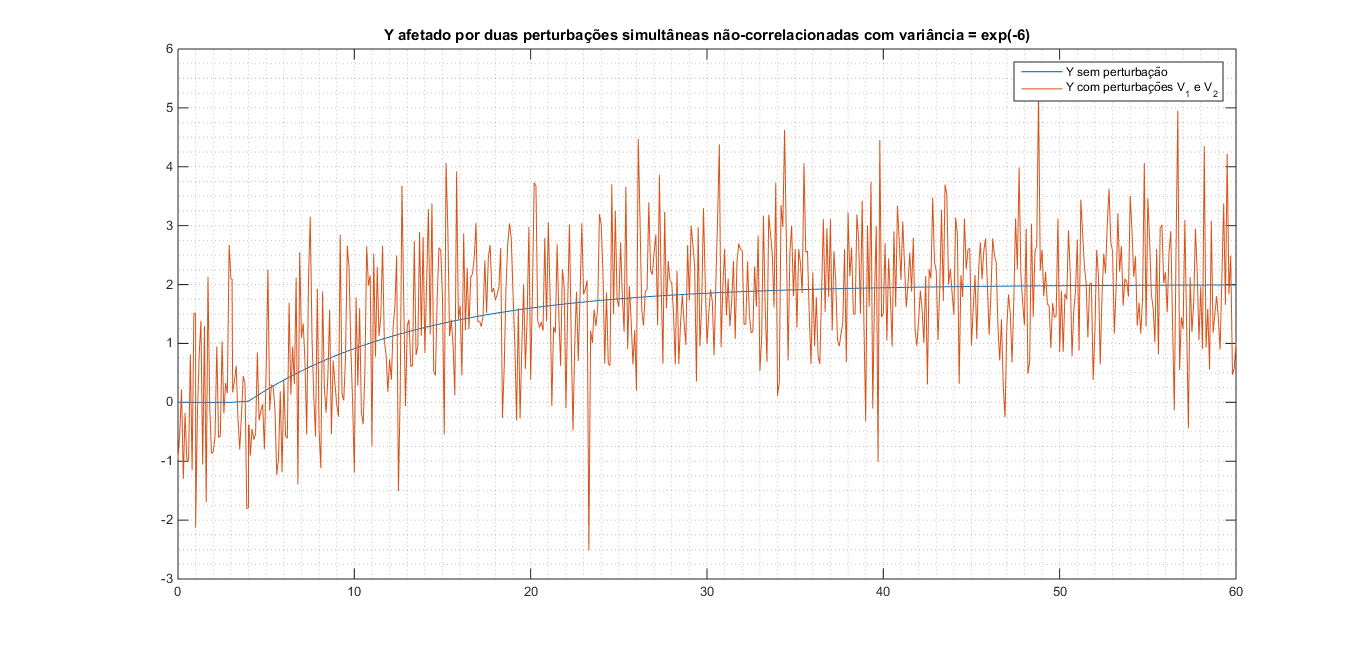 Y afetado por duas perturbações simultâneas não-correlacionadas com variância = exp(-6)
Y sem perturbação
Y com perturbações V1 e V2
6
5
4
3
2
1
0
-1
-2
-3
0 10 20 30 40 50 60